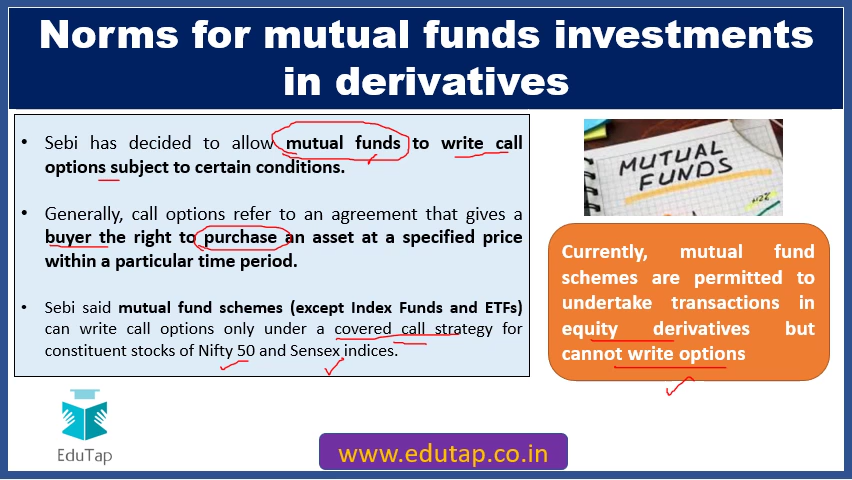 Norms for mutual funds investments
in derivatives
• Sebi has decided to allow mutual funds to write call
options subject to certain conditions.
• Generally, call options refer to an agreement that gives a
buyer the right to purchase an asset at a specified price
within a particular time period.
• Sebi said mutual fund schemes (except Index Funds and ETFs)
can write call options only under a covered call strategy for
constituent stocks of Nifty 50 and Sensex indices.
MUTUAL
FUNDS
Currently, mutual fund
schemes are permitted to
undertake transactions in
equity derivatives but
cannot write options
EduTap
www.edutap.co.in